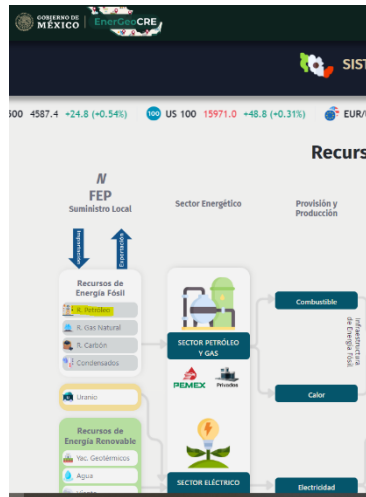 GOBIERNO DE
MÉXICO
EnerGeoCRE
SIST
500 4587.4 +24.8 (+0.54%) 100 US 100 15971.0 +48.8 (+0.31%) EUR/
Recurs
N
FEP
Suministro Local
Sector Energético
Provisión y
Producción
Importación
Exportación
Recursos de
Energía Fósil
R. Petróleo
R. Gas Natural
R. Carbón
Condensados
Uranio
Recursos de
Energía Renovable
Yac. Geotérmicos
Agua
Viento
SECTOR PETRÓLEO
Y GAS
PEMEX
Privados
SECTOR ELÉCTRICO
Combustible
Infraestructura
de Energía fósil
Calor
Electricidad